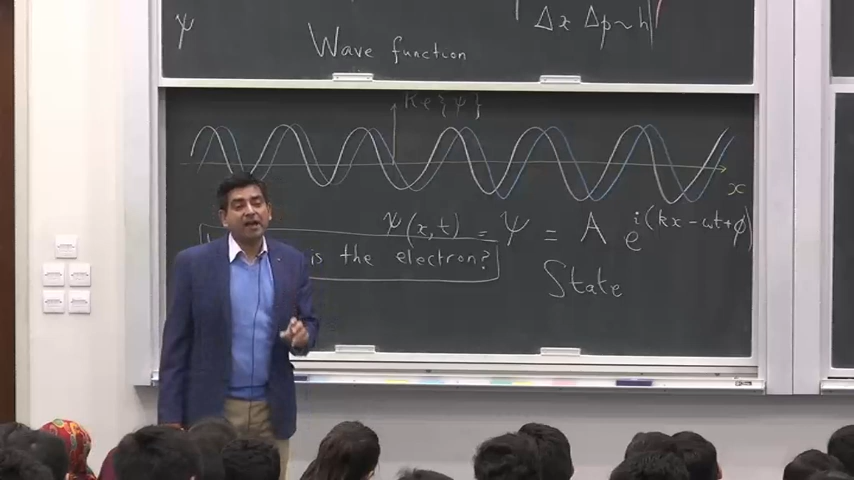 Ψ
Wave function
Δx Δp ~ h
Re{Ψ}
x
Ψ(x,t) = Ψ = A e^{i(kx - ωt + φ)}
is the electron?
State